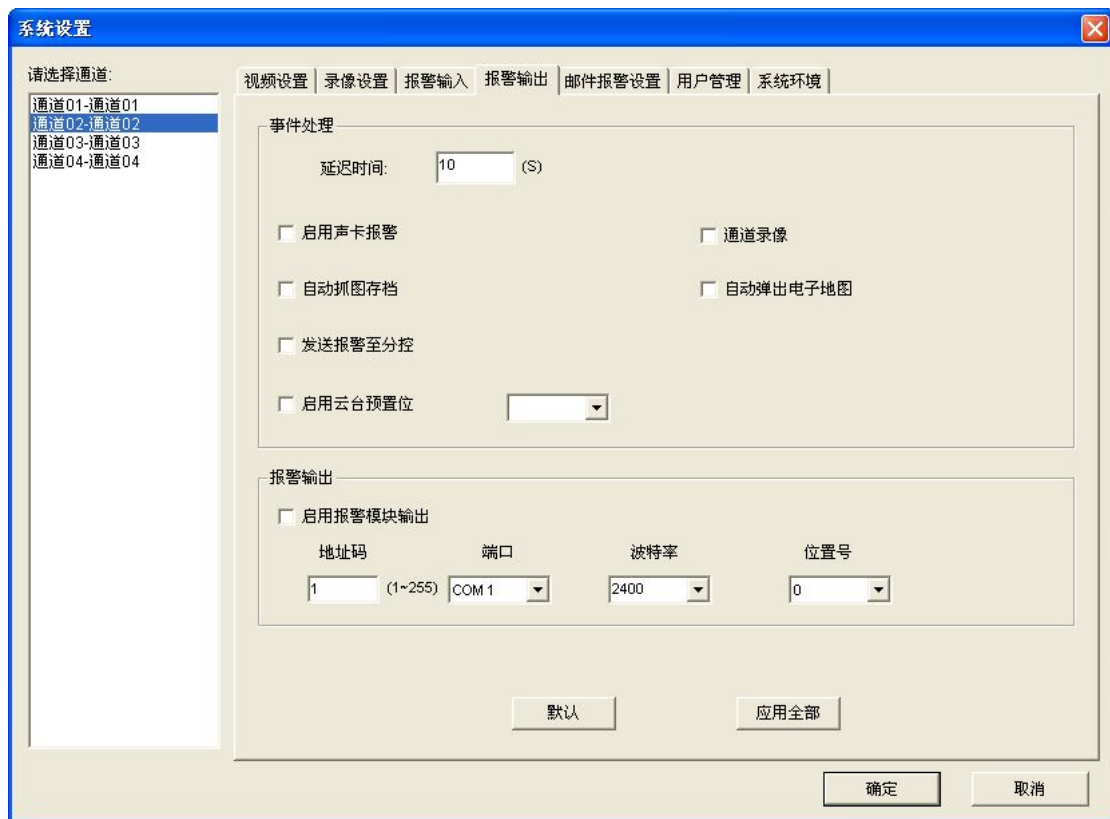 系统设置
请选择通道:
通道01-通道01
通道02-通道02
通道03-通道03
通道04-通道04
视频设置 录像设置 报警输入 报警输出 邮件报警设置 用户管理 系统环境
事件处理
延迟时间: 10 (S)
启用声卡报警 通道录像
自动抓图存档 自动弹出电子地图
发送报警至分控
启用云台预置位
报警输出
启用报警模块输出
地址码 端口 波特率 位置号
1 (1~255) COM 1 2400 0
默认 应用全部
确定 取消